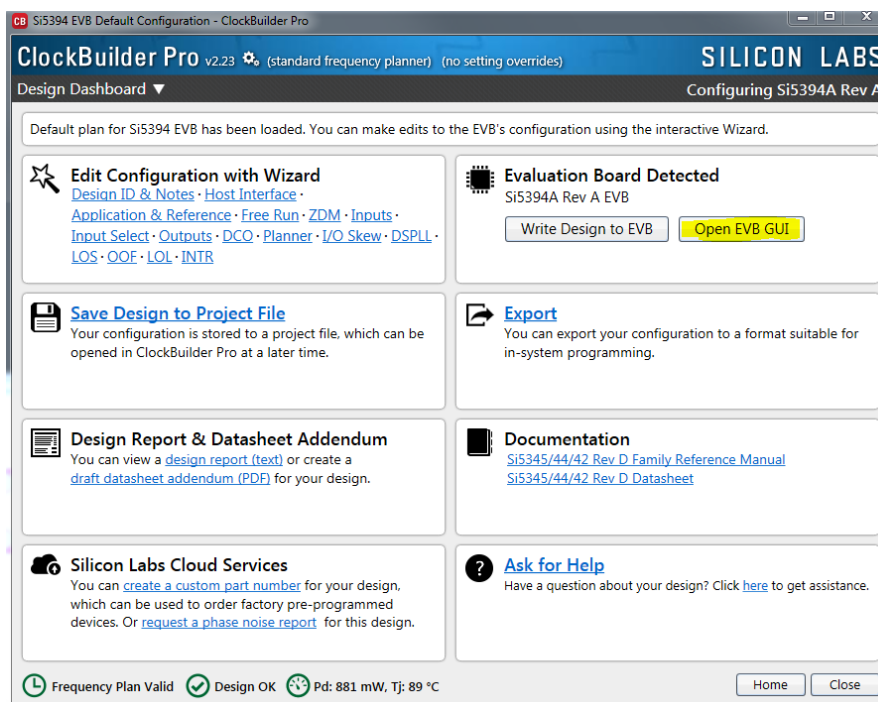 CB Si5394 EVB Default Configuration - ClockBuilder Pro
ClockBuilder Pro v2.23 (standard frequency planner) (no setting overrides) SILICON LABS
Design Dashboard ▼ Configuring Si5394A Rev A
Default plan for Si5394 EVB has been loaded. You can make edits to the EVB's configuration using the interactive Wizard.
Edit Configuration with Wizard
Design ID & Notes · Host Interface ·
Application & Reference · Free Run · ZDM · Inputs ·
Input Select · Outputs · DCO · Planner · I/O Skew · DSPLL ·
LOS · OOF · LOL · INTR
Evaluation Board Detected
Si5394A Rev A EVB
Write Design to EVB Open EVB GUI
Save Design to Project File
Your configuration is stored to a project file, which can be
opened in ClockBuilder Pro at a later time.
Export
You can export your configuration to a format suitable for
in-system programming.
Design Report & Datasheet Addendum
You can view a design report (text) or create a
draft datasheet addendum (PDF) for your design.
Documentation
Si5345/44/42 Rev D Family Reference Manual
Si5345/44/42 Rev D Datasheet
Silicon Labs Cloud Services
You can create a custom part number for your design,
which can be used to order factory pre-programmed
devices. Or request a phase noise report for this design.
? Ask for Help
Have a question about your design? Click here to get assistance.
Frequency Plan Valid Design OK Pd: 881 mW, Tj: 89 °C Home Close